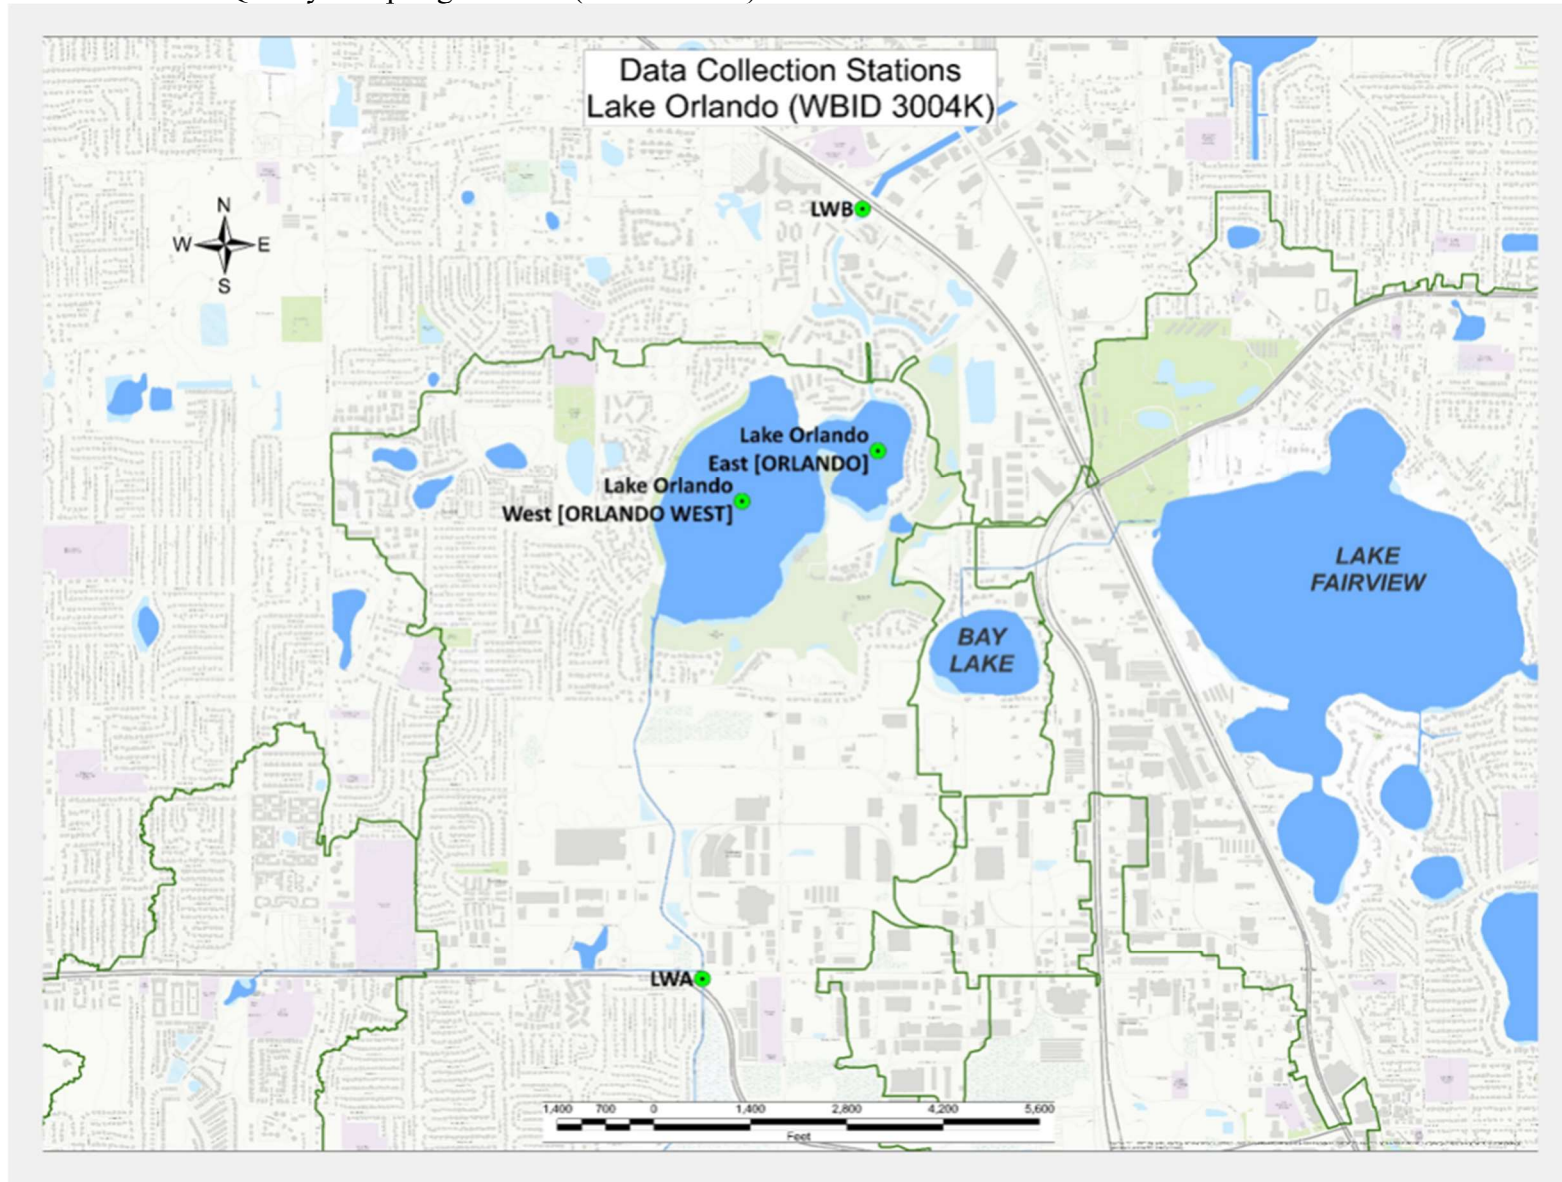 Data Collection Stations
Lake Orlando (WBID 3004K)
LWB
N
W E
S
Lake Orlando
East [ORLANDO]
Lake Orlando
West [ORLANDO WEST]
LAKE
FAIRVIEW
BAY
LAKE
LWA
1,400 700 0 1,400 2,800 4,200 5,600
Feet